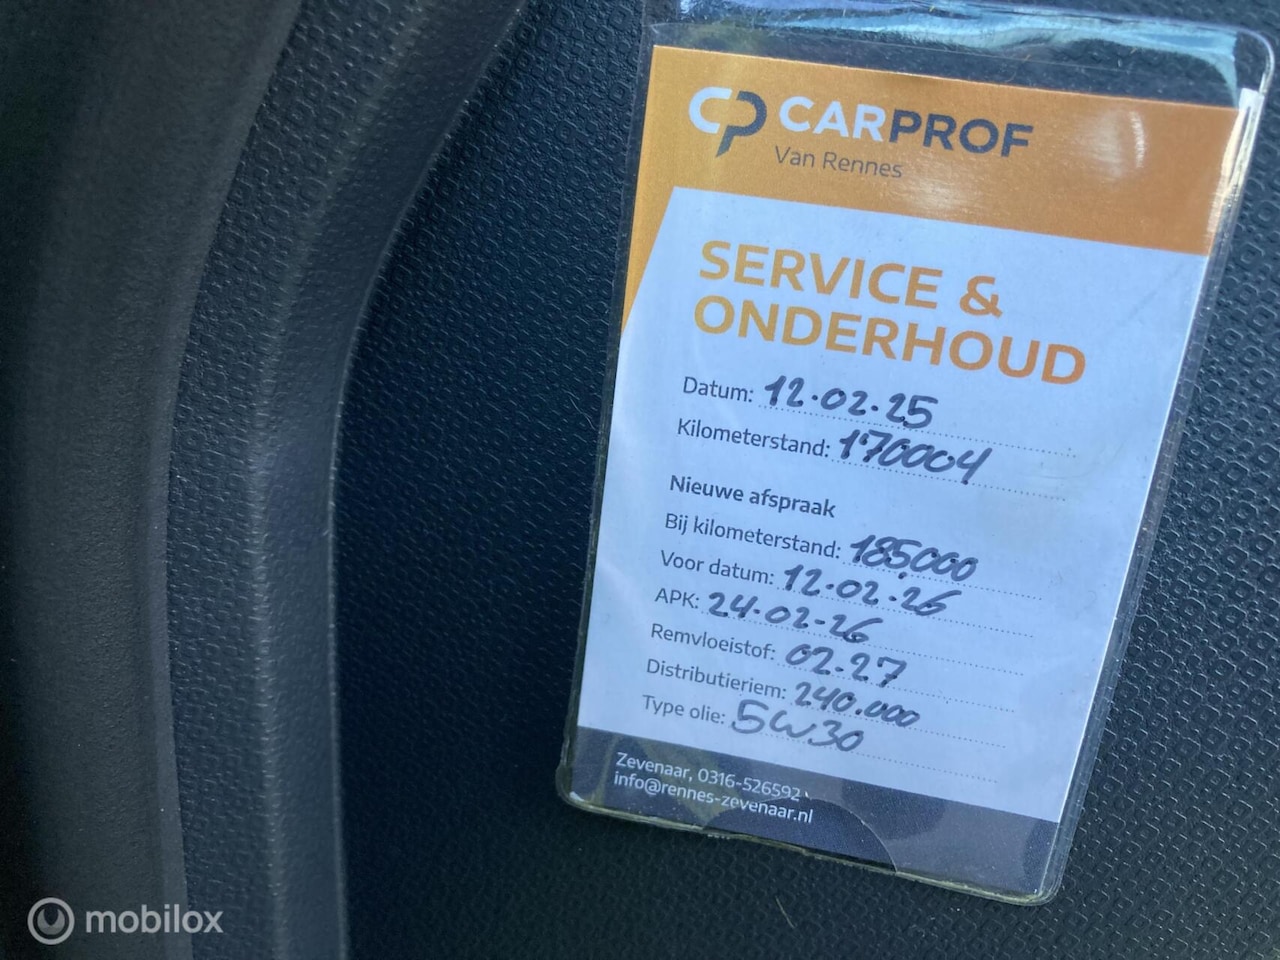 CP CARPROF
Van Rennes
SERVICE &
ONDERHOUD
Datum: 12.02.25
Kilometerstand: 170004
Nieuwe afspraak
Bij kilometerstand: 185000
Voor datum: 12.02.26
APK: 24-02-26
Remvloeistof: 02.27
Distributieriem: 240.000
Type olie: 5W30
Zevenaar, 0316-526592
info@rennes-zevenaar.nl
mobilox